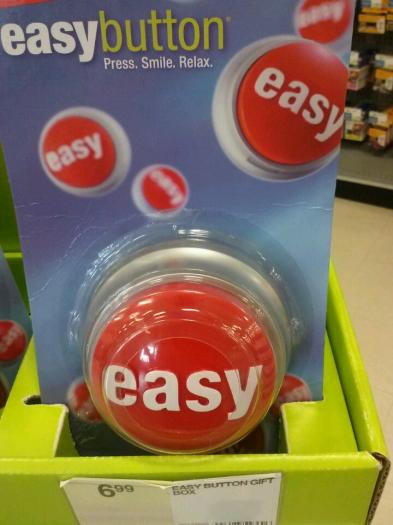 easy
easybutton
Press. Smile. Relax.
easy
easy
easy
easy
6.99
EASY BUTTON GIFT
BOX